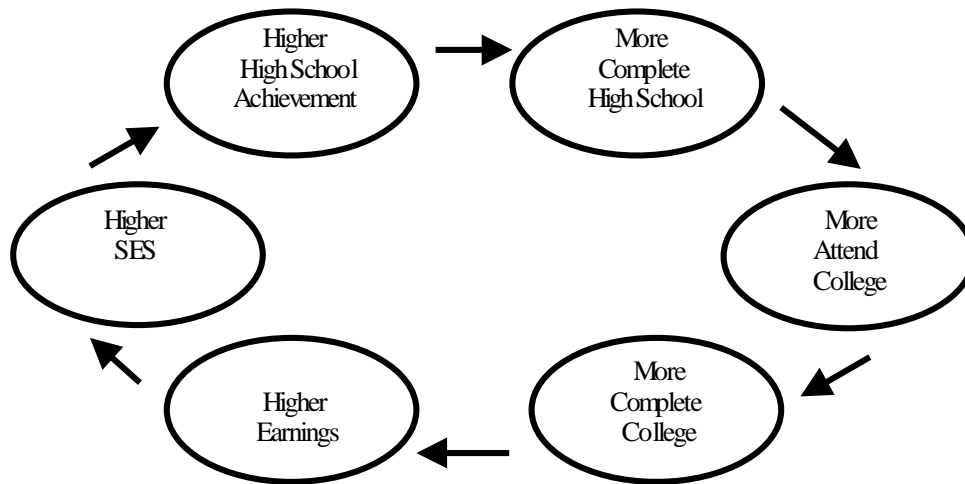 Higher
High School
Achievement
More
Complete
High School
Higher
SES
More
Attend
College
Higher
Earnings
More
Complete
College